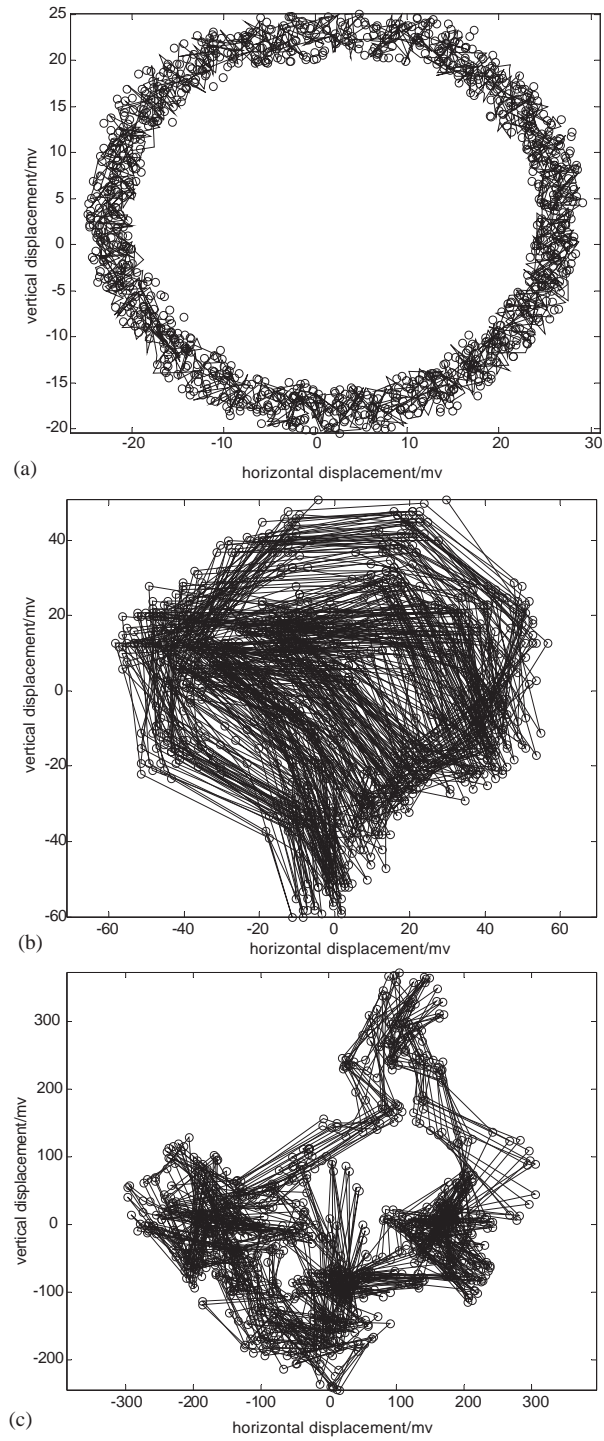 25
20
15
10
5
0
-5
-10
-15
-20
-20 -10 0 10 20 30
vertical displacement/mv
horizontal displacement/mv
(a)
40
20
0
-20
-40
-60
-60 -40 -20 0 20 40 60
vertical displacement/mv
horizontal displacement/mv
(b)
300
200
100
0
-100
-200
-300 -200 -100 0 100 200 300
vertical displacement/mv
horizontal displacement/mv
(c)